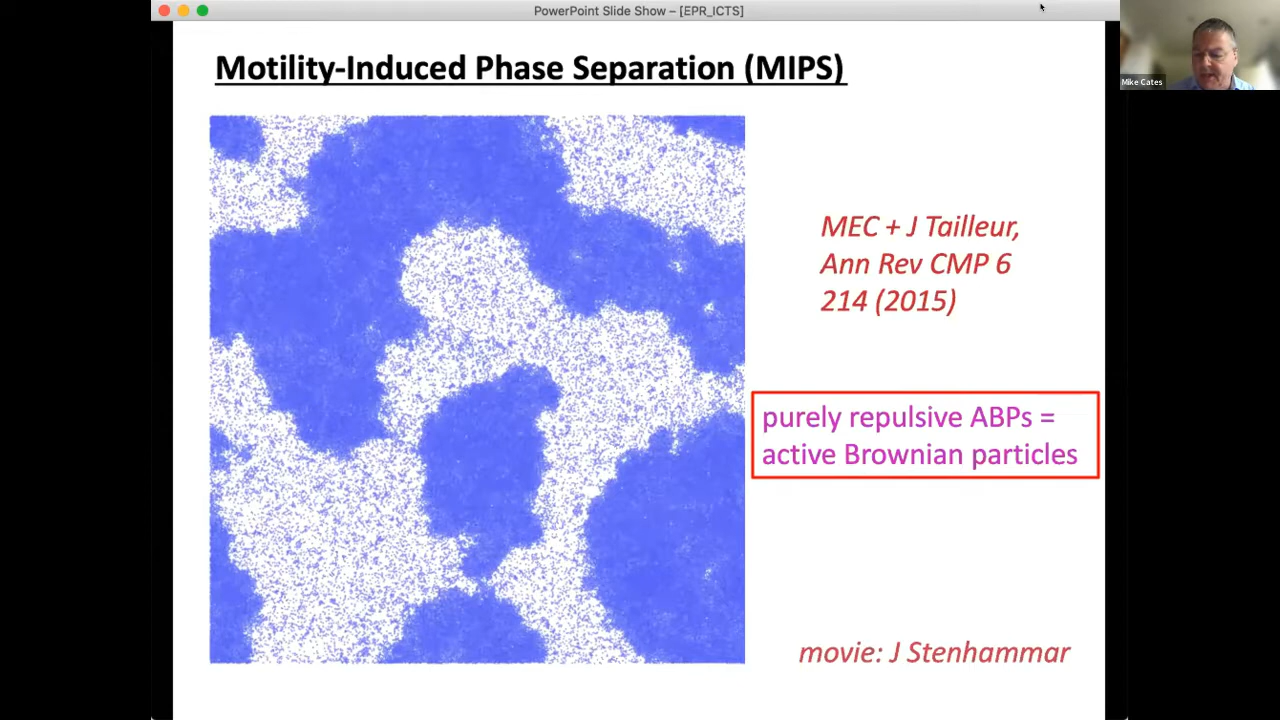 PowerPoint Slide Show – [EPR_ICTS]
Mike Cates
Motility-Induced Phase Separation (MIPS)
MEC + J Tailleur,
Ann Rev CMP 6
214 (2015)
purely repulsive ABPs =
active Brownian particles
movie: J Stenhammar